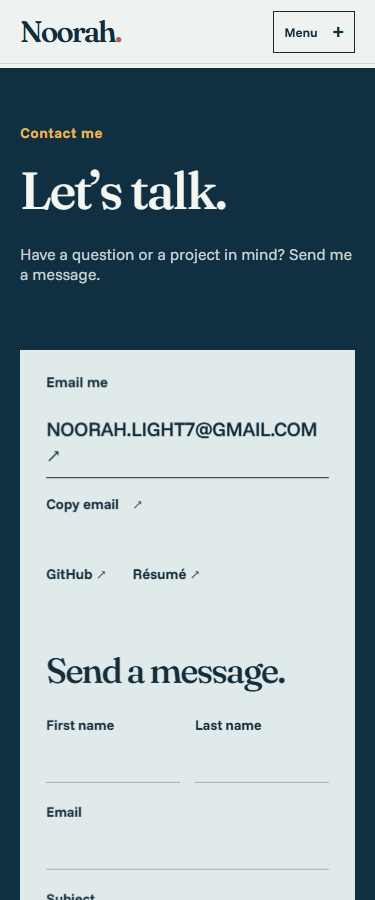 Noorah.
Menu +
Contact me
Let’s talk.
Have a question or a project in mind? Send me
a message.
Email me
NOORAH.LIGHT7@GMAIL.COM
↗
Copy email ↗
GitHub ↗ Résumé ↗
Send a message.
First name Last name
Email
Subject